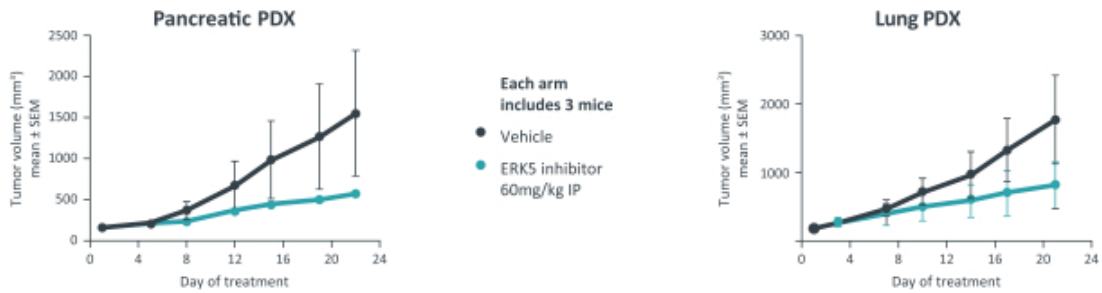 Pancreatic PDX
2500
2000
1500
1000
500
0
0 4 8 12 16 20 24
Tumor volume (mm³)
mean ± SEM
Day of treatment
Each arm
includes 3 mice
Vehicle
ERK5 inhibitor
60mg/kg IP
Lung PDX
3000
2000
1000
0 4 8 12 16 20 24
Tumor volume (mm³)
mean ± SEM
Day of treatment